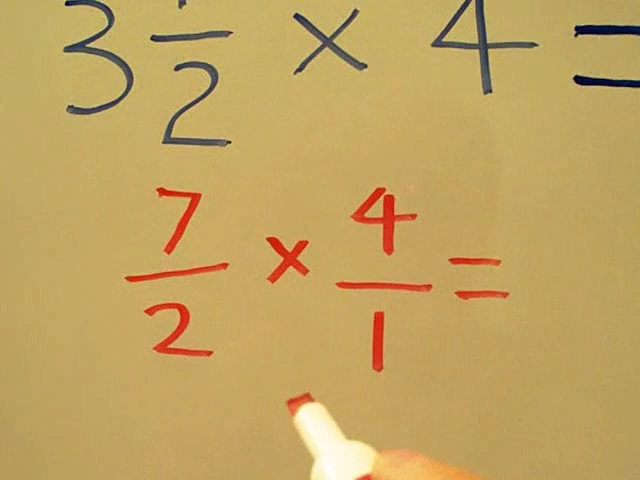 3 1/2 × 4 =
7/2 × 4/1 =